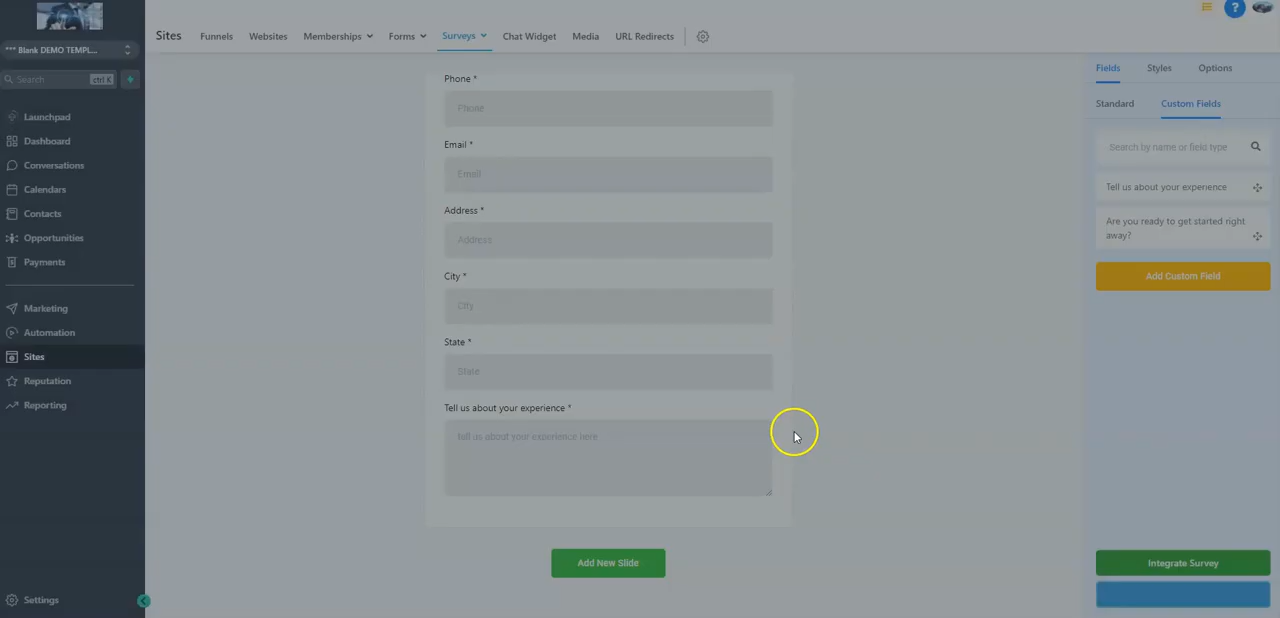 Sites
Funnels
Websites
Memberships
Forms
Surveys
Chat Widget
Media
URL Redirects
?
*** Blank DEMO TEMPL...
Search
ctrl K
Launchpad
Dashboard
Conversations
Calendars
Contacts
Opportunities
Payments
Marketing
Automation
Sites
Reputation
Reporting
Settings
Phone *
Phone
Email *
Email
Address *
Address
City *
City
State *
State
Tell us about your experience *
Tell us about your experience here
Add New Slide
Fields
Styles
Options
Standard
Custom Fields
Search by name or field type
Tell us about your experience
Are you ready to get started right
away?
Add Custom Field
Integrate Survey